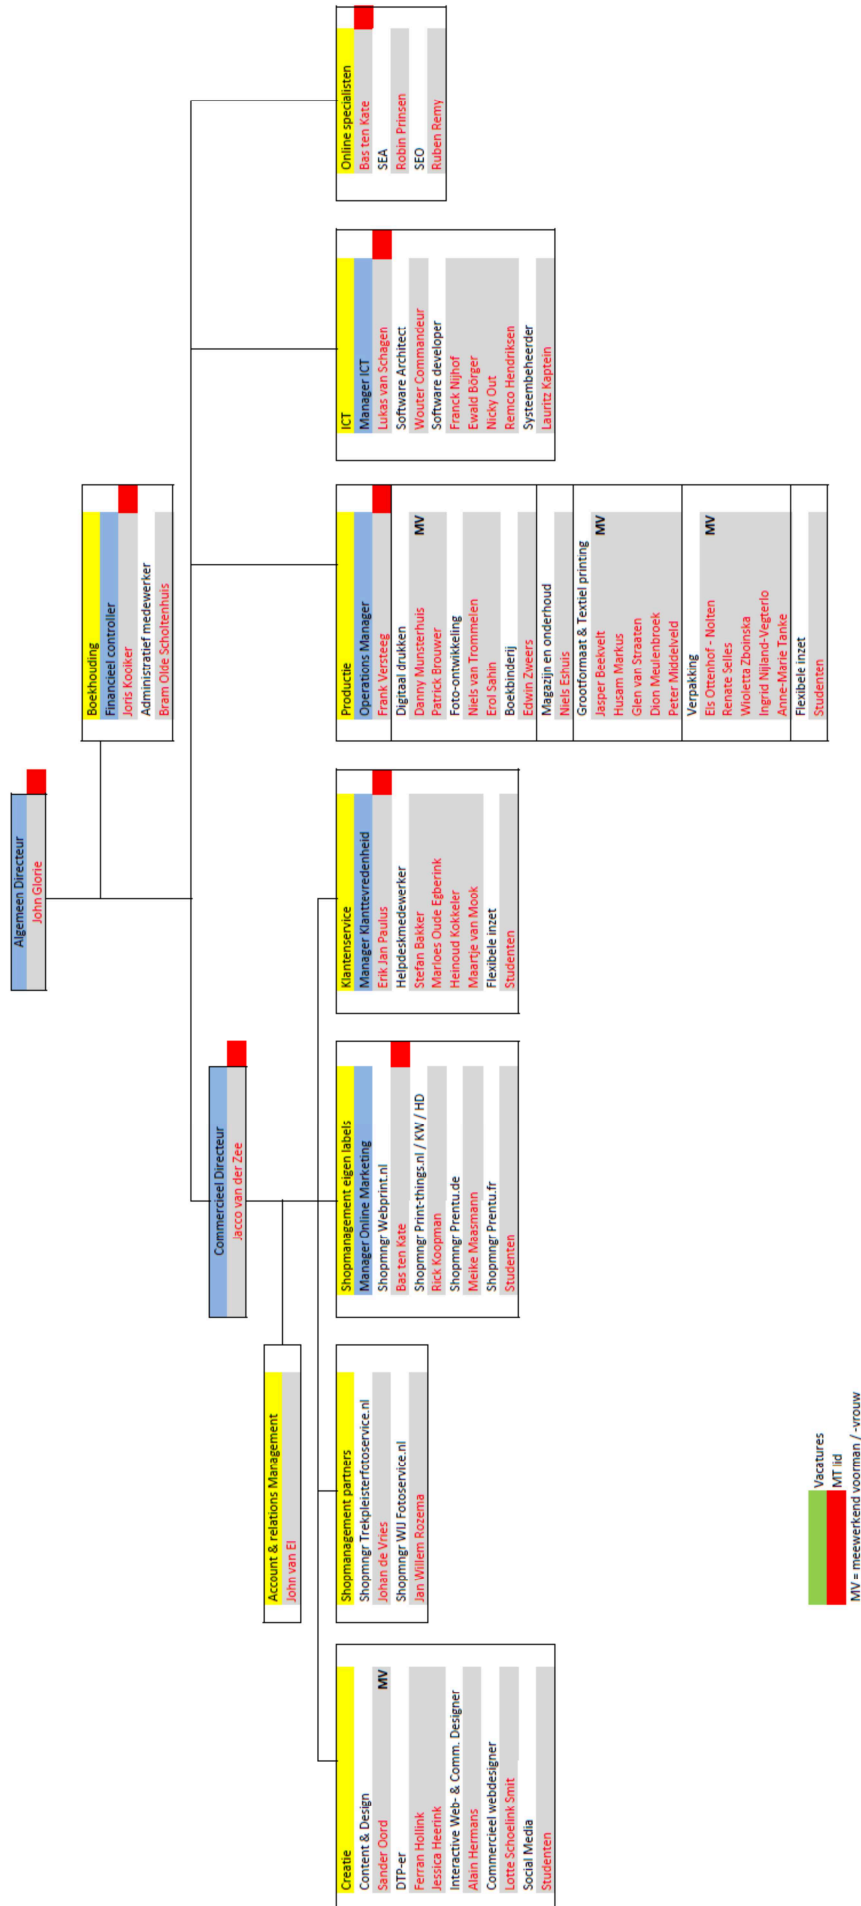 Algemeen Directeur
John Glorie
Boekhouding
Financieel controller
Joris Kooiker
Administratief medewerker
Bram Olde Scholtenhuis
Commercieel Directeur
Jacco van der Zee
Account & relations Management
John van El
Creatie
Content & Design
Sander Oord MV
DTP-er
Ferran Hollink
Jessica Heerink
Interactive Web- & Comm. Designer
Alain Hermans
Commercieel webdesigner
Lotte Schoelink Smit
Social Media
Studenten
Shopmanagement partners
Shopmngr Trekpleisterfotoservice.nl
Johan de Vries
Shopmngr WIJ Fotoservice.nl
Jan Willem Rozema
Shopmanagement eigen labels
Manager Online Marketing
Shopmngr Webprint.nl
Bas ten Kate
Shopmngr Print-things.nl / KW / HD
Rick Koopman
Shopmngr Prentu.de
Meike Maasmann
Shopmngr Prentu.fr
Studenten
Klantenservice
Manager Klanttevredenheid
Erik Jan Paulus
Helpdeskmedewerker
Stefan Bakker
Marloes Oude Egberink
Heinoud Kokkeler
Maartje van Mook
Flexibele inzet
Studenten
Productie
Operations Manager
Frank Versteeg
Digitaal drukken
Danny Munsterhuis MV
Patrick Brouwer
Foto-ontwikkeling
Niels van Trommelen
Erol Sahin
Boekbinderij
Edwin Zweers
Magazijn en onderhoud
Niels Eshuis
Grootformaat & Textiel printing
Jasper Beekvelt MV
Husam Markus
Glen van Straaten
Dion Meulenbroek
Peter Middelveld
Verpakking
Els Ottenhof - Nolten MV
Renate Selles
Wioletta Zboinska
Ingrid Nijland-Vegterlo
Anne-Marie Tanke
Flexibele inzet
Studenten
ICT
Manager ICT
Lukas van Schagen
Software Architect
Wouter Commandeur
Software developer
Franck Nijhof
Ewald Börger
Nicky Out
Remco Hendriksen
Systeembeheerder
Lauritz Kaptein
Online specialisten
Bas ten Kate
SEA
Robin Prinsen
SEO
Ruben Remy
Vacatures
MT lid
MV = meewerkend voorman / -vrouw